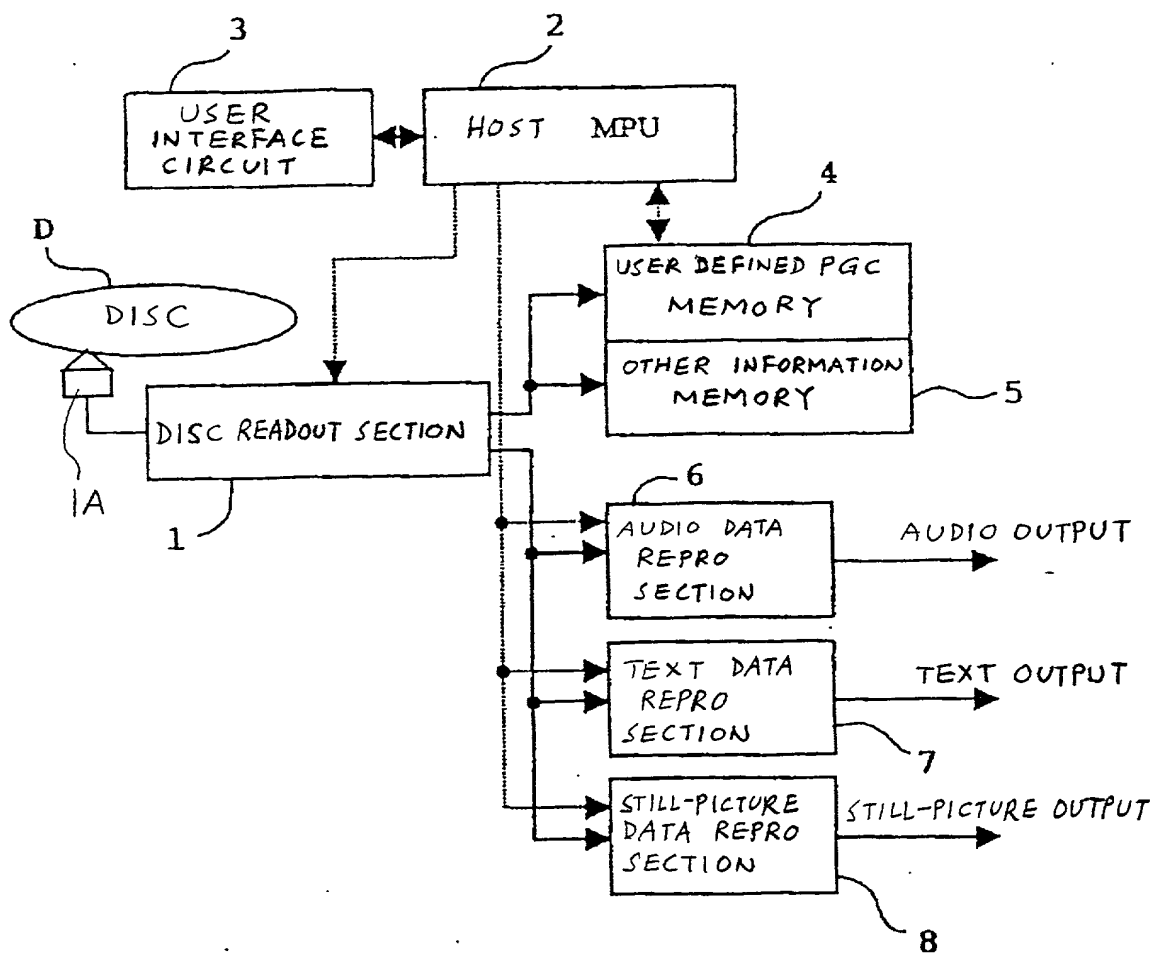 3
2
USER
INTERFACE
CIRCUIT
HOST MPU
4
D
DISC
USER DEFINED PGC
MEMORY
OTHER INFORMATION
MEMORY
5
DISC READOUT SECTION
1A
1
6
AUDIO DATA
REPRO
SECTION
AUDIO OUTPUT
TEXT DATA
REPRO
SECTION
TEXT OUTPUT
7
STILL-PICTURE
DATA REPRO
SECTION
STILL-PICTURE OUTPUT
8